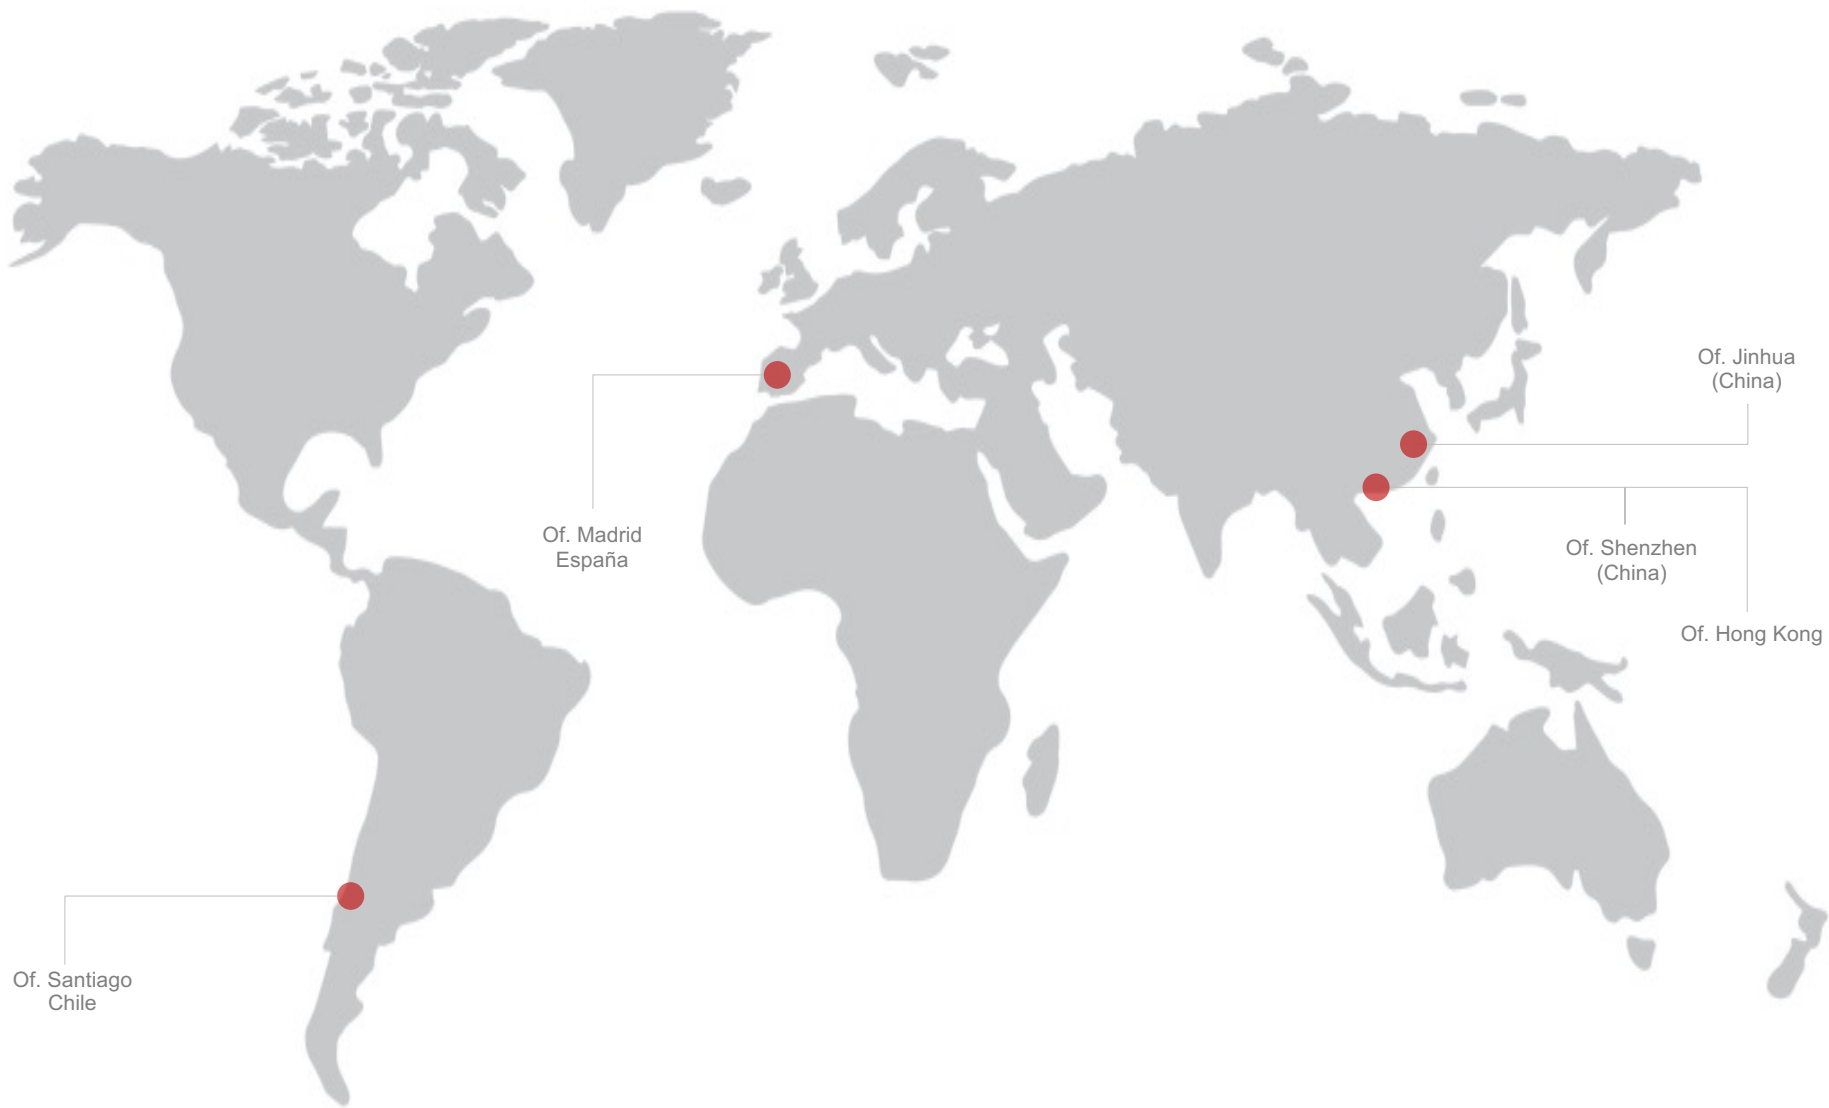 Of. Jinhua
(China)
Of. Madrid
España
Of. Shenzhen
(China)
Of. Hong Kong
Of. Santiago
Chile